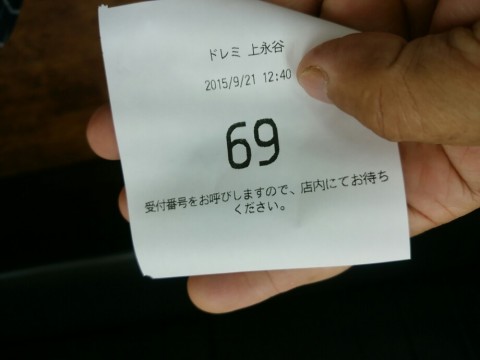 ドレミ 上永谷
2015/9/21 12:40
69
受付番号をお呼びしますので、店内にてお待ち
ください。